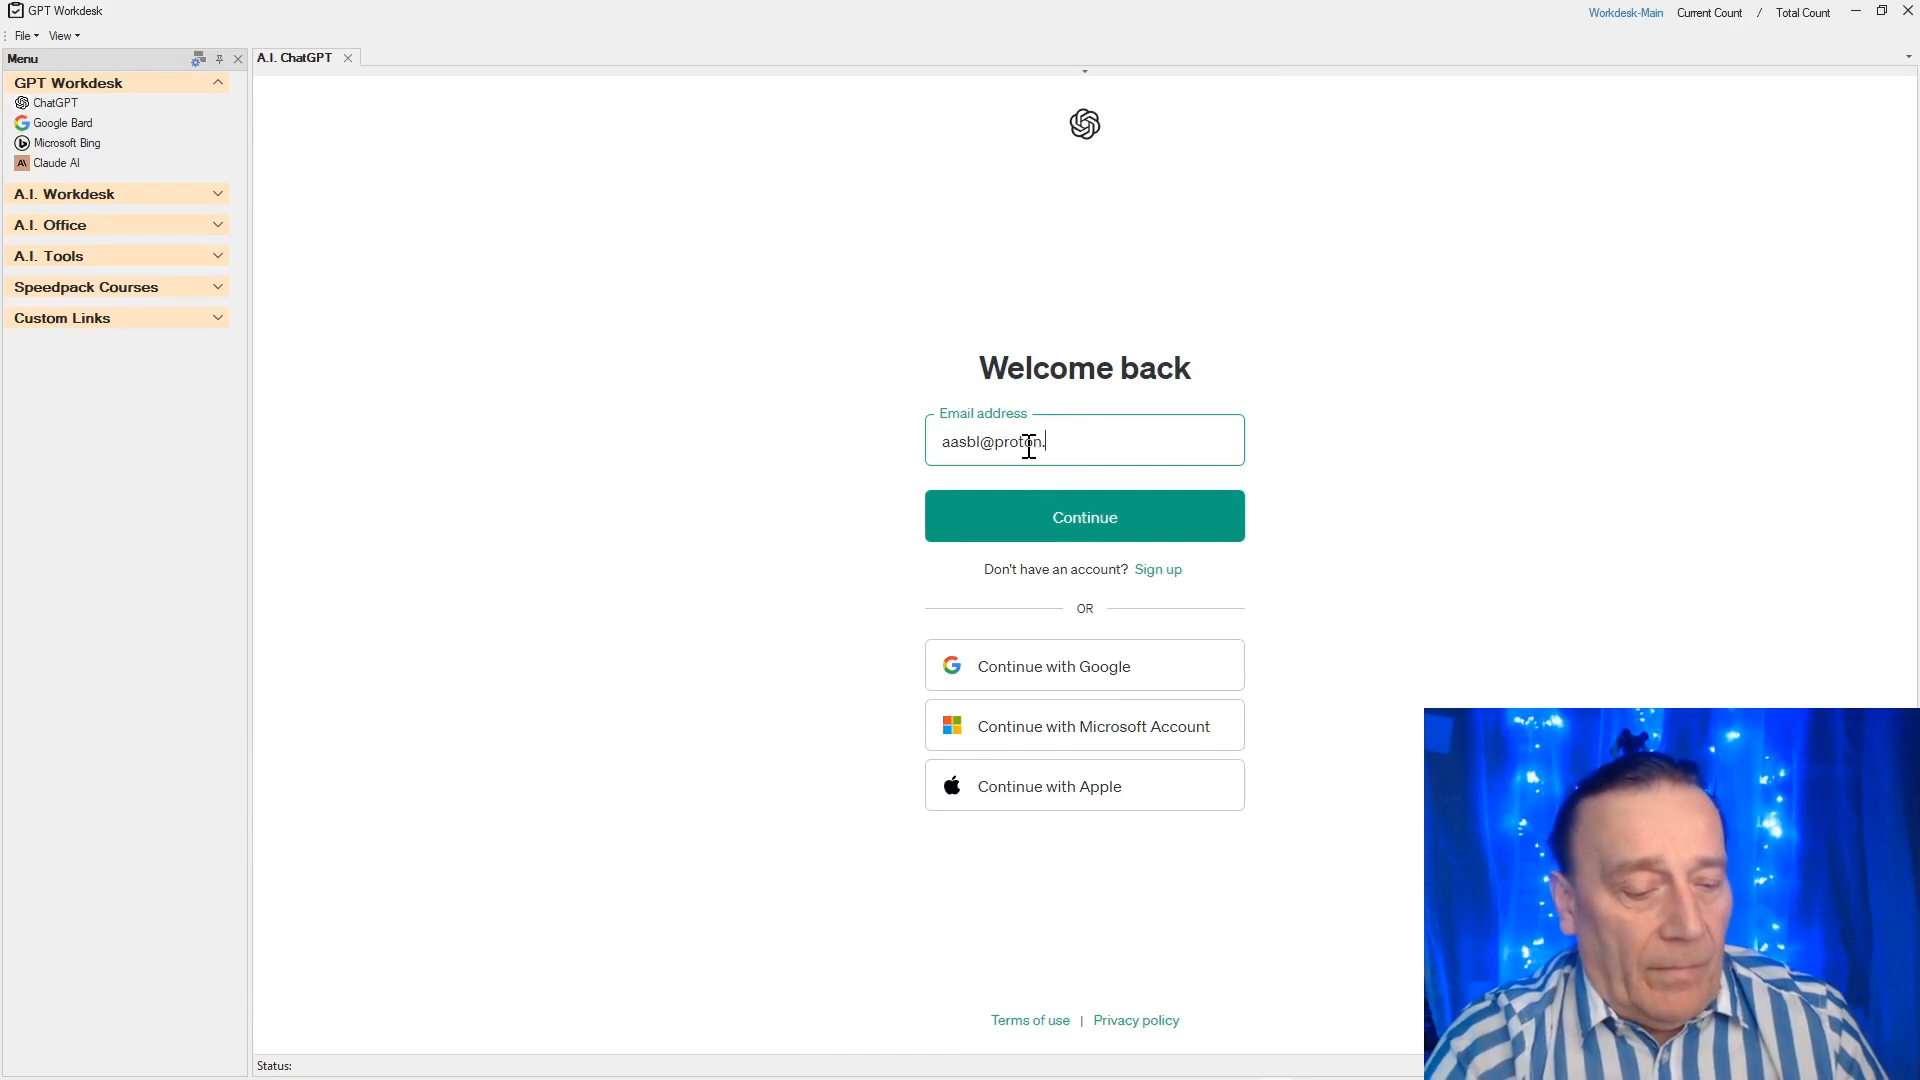 GPT Workdesk
Workdesk-Main Current Count / Total Count
File View
Menu
A.I. ChatGPT
GPT Workdesk
ChatGPT
Google Bard
Microsoft Bing
Claude AI
A.I. Workdesk
A.I. Office
A.I. Tools
Speedpack Courses
Custom Links
Welcome back
Email address
aasbl@proton.
Continue
Don't have an account? Sign up
OR
Continue with Google
Continue with Microsoft Account
Continue with Apple
Terms of use | Privacy policy
Status: